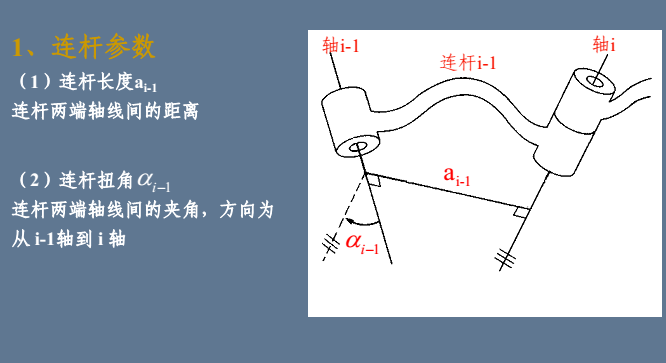 1、连杆参数
（1）连杆长度aᵢ₋₁
连杆两端轴线间的距离
（2）连杆扭角αᵢ₋₁
连杆两端轴线间的夹角，方向为
从 i-1轴到 i 轴
轴i-1
连杆i-1
轴i
aᵢ₋₁
αᵢ₋₁